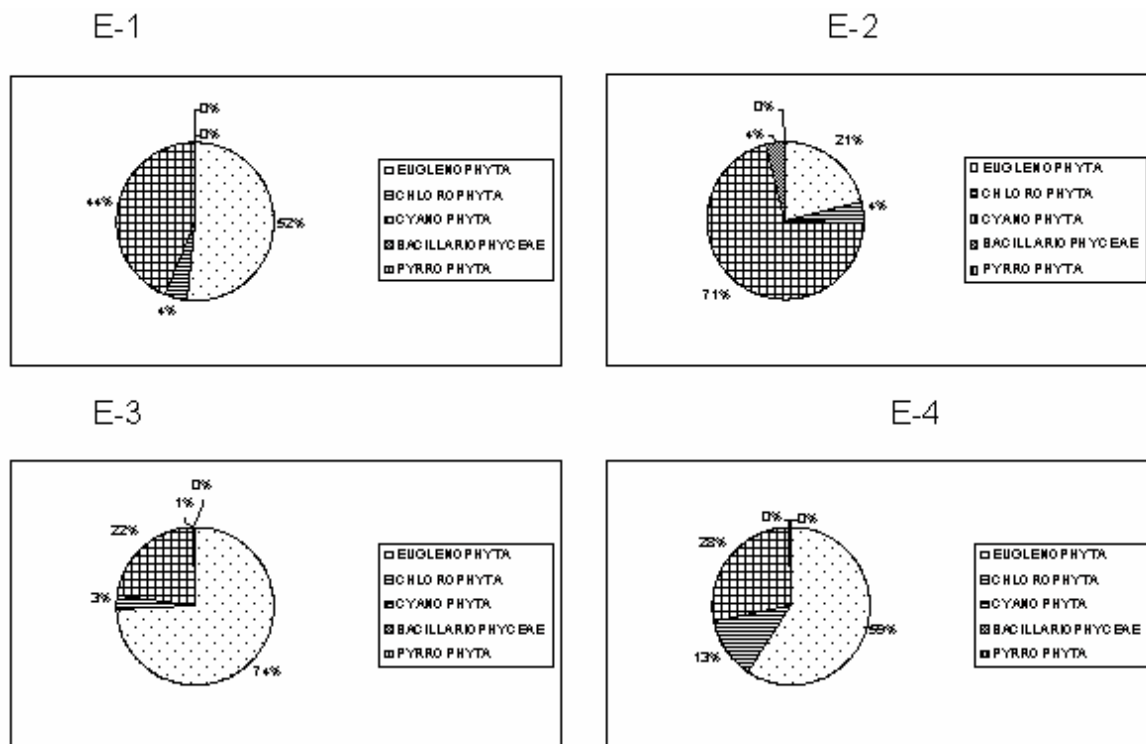 E-1
0%
0%
44%
52%
4%
EUGLENOPHYTA
CHLOROPHYTA
CYANOPHYTA
BACILLARIOPHYCEAE
PYRROPHYTA
E-2
0%
4%
21%
4%
71%
EUGLENOPHYTA
CHLOROPHYTA
CYANOPHYTA
BACILLARIOPHYCEAE
PYRROPHYTA
E-3
0%
1%
22%
3%
74%
EUGLENOPHYTA
CHLOROPHYTA
CYANOPHYTA
BACILLARIOPHYCEAE
PYRROPHYTA
E-4
0% 0%
28%
59%
13%
EUGLENOPHYTA
CHLOROPHYTA
CYANOPHYTA
BACILLARIOPHYCEAE
PYRROPHYTA